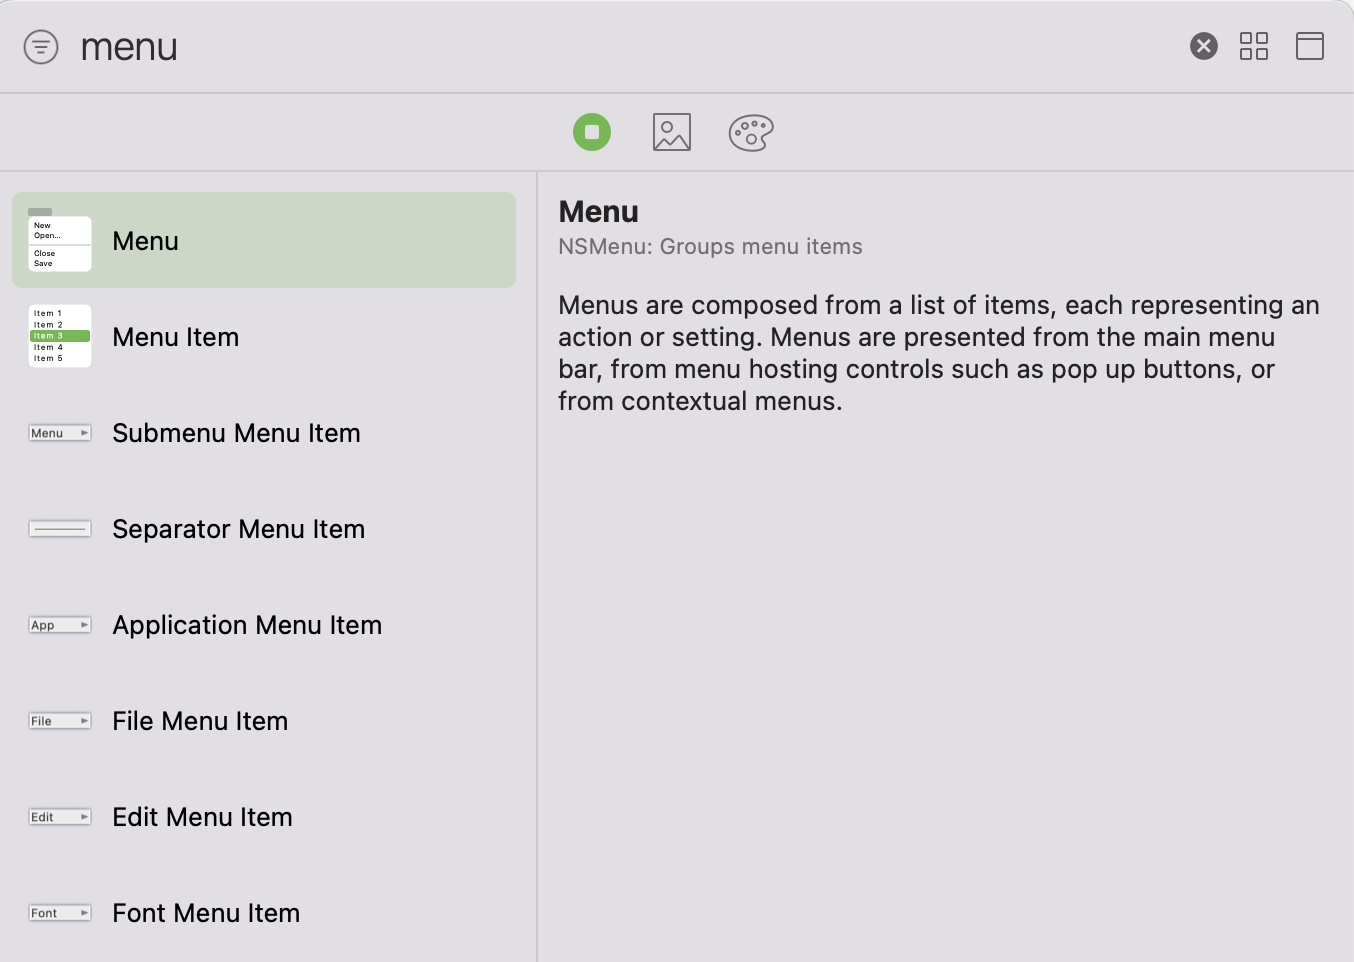 menu
New
Open...
Close
Save
Menu
Item 1
Item 2
Item 3
Item 4
Item 5
Menu Item
Menu
Submenu Menu Item
Separator Menu Item
App
Application Menu Item
File
File Menu Item
Edit
Edit Menu Item
Font
Font Menu Item
Menu
NSMenu: Groups menu items
Menus are composed from a list of items, each representing an
action or setting. Menus are presented from the main menu
bar, from menu hosting controls such as pop up buttons, or
from contextual menus.